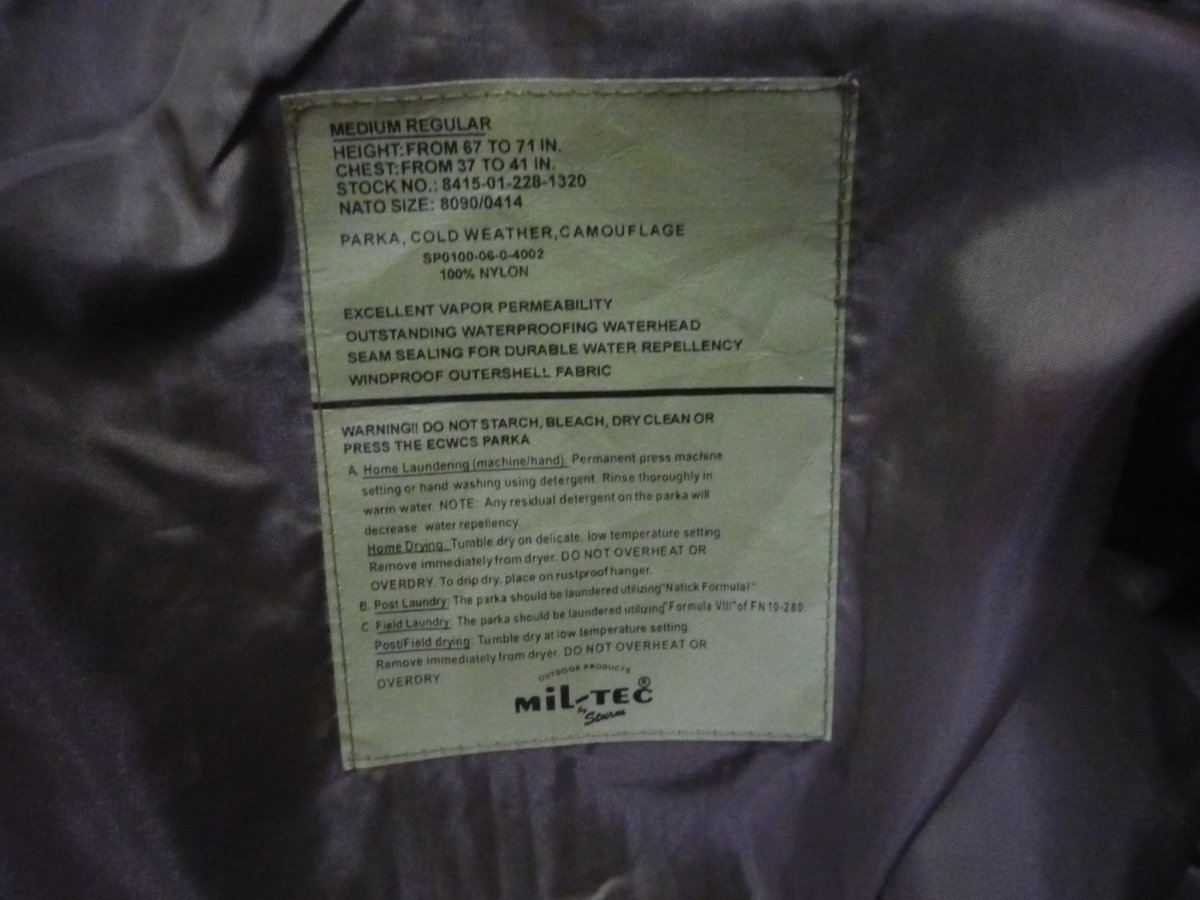 MEDIUM REGULAR
HEIGHT:FROM 67 TO 71 IN.
CHEST:FROM 37 TO 41 IN.
STOCK NO.: 8415-01-228-1320
NATO SIZE: 8090/0414
PARKA, COLD WEATHER,CAMOUFLAGE
SP0100-06-0-4002
100% NYLON
EXCELLENT VAPOR PERMEABILITY
OUTSTANDING WATERPROOFING WATERHEAD
SEAM SEALING FOR DURABLE WATER REPELLENCY
WINDPROOF OUTERSHELL FABRIC
WARNING!! DO NOT STARCH, BLEACH, DRY CLEAN OR
PRESS THE ECWCS PARKA
A. Home Laundering (machine/hand): Permanent press machine
setting or hand washing using detergent. Rinse thoroughly in
warm water. NOTE: Any residual detergent on the parka will
decrease water repellency.
Home Drying: Tumble dry on delicate, low temperature setting.
Remove immediately from dryer. DO NOT OVERHEAT OR
OVERDRY. To drip dry, place on rustproof hanger.
B. Post Laundry: The parka should be laundered utilizing"Natick Formula!"
C. Field Laundry: The parka should be laundered utilizing"Formula VIII"of FN10-280.
Post/Field drying: Tumble dry at low temperature setting.
Remove immediately from dryer. DO NOT OVERHEAT OR
OVERDRY
OUTDOOR PRODUCTS
MiL-TEC®
by Sturm